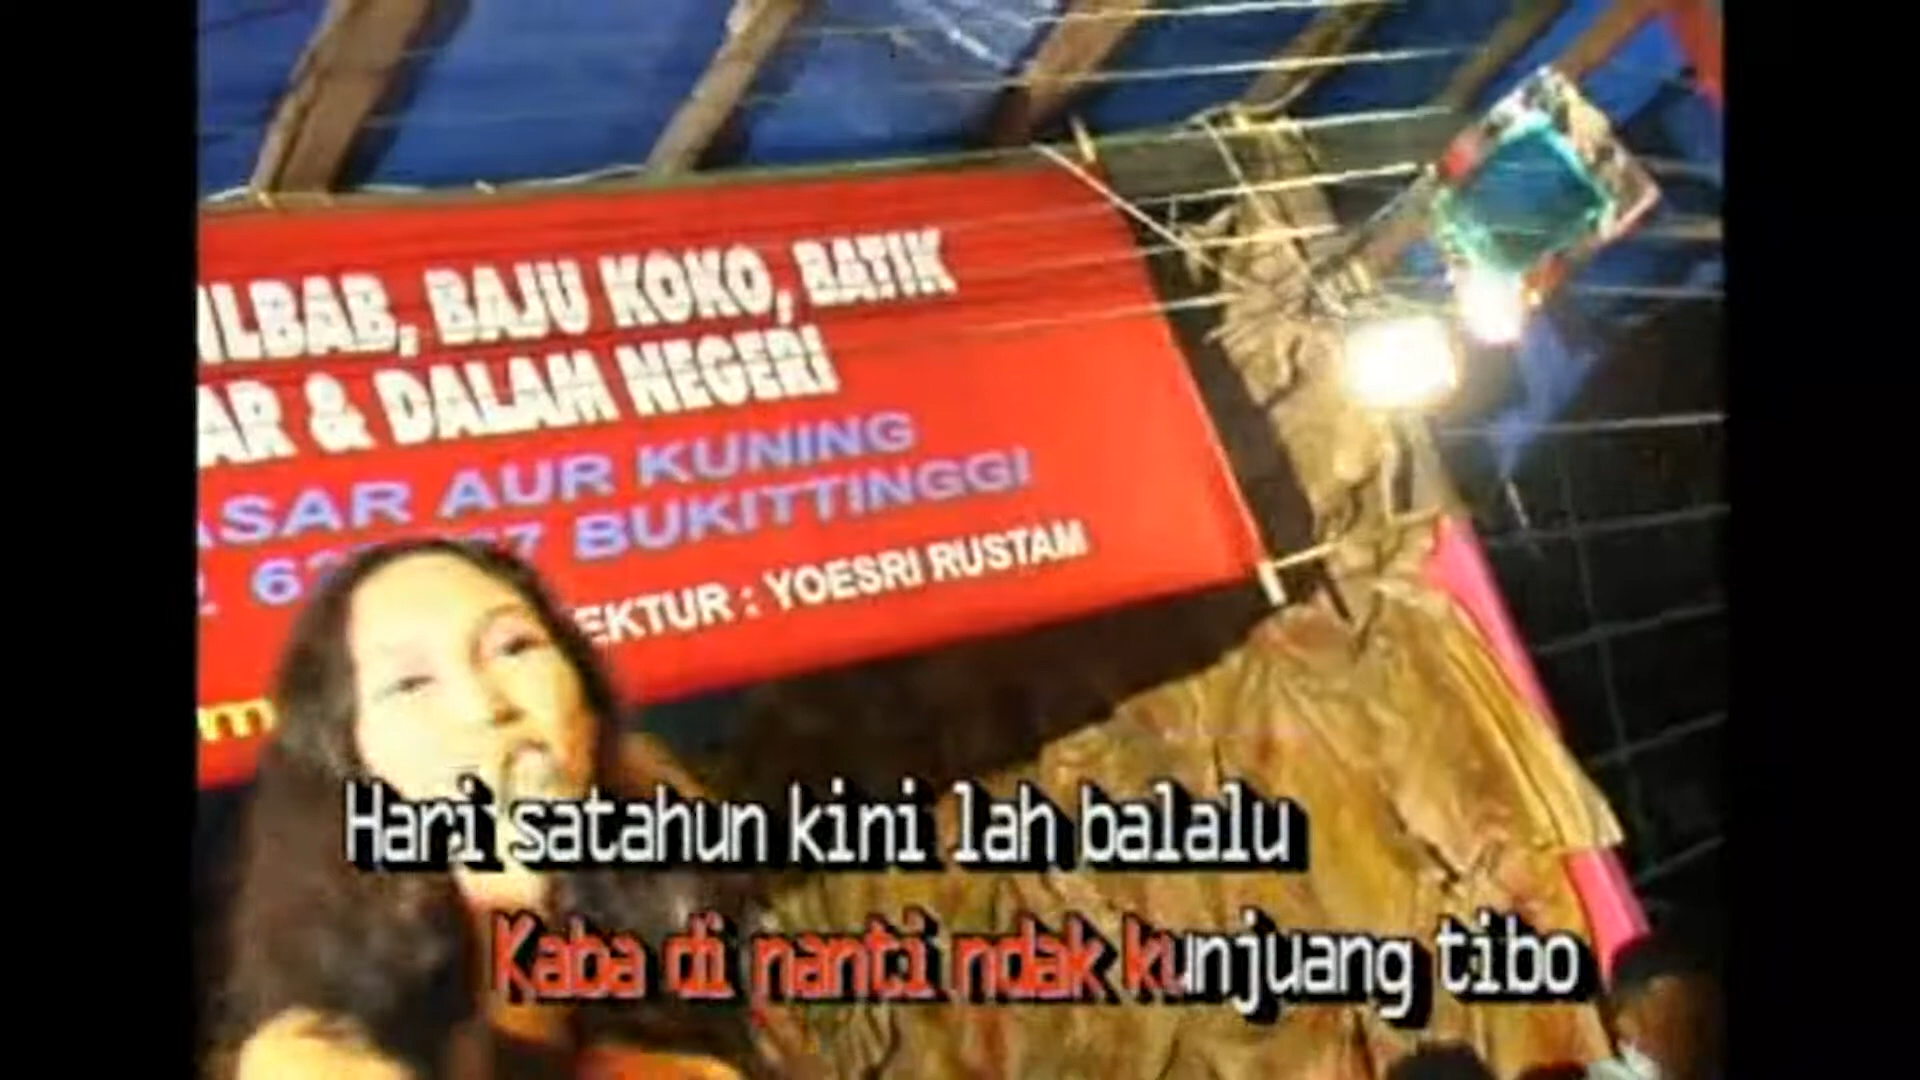 ILBAB, BAJU KOKO, BATIK
AR & DALAM NEGERI
ASAR AUR KUNING
BUKITTINGGI
EKTUR : YOESRI RUSTAM
m
Hari satahun kini lah balalu
Kaba di nanti ndak kunjuang tibo